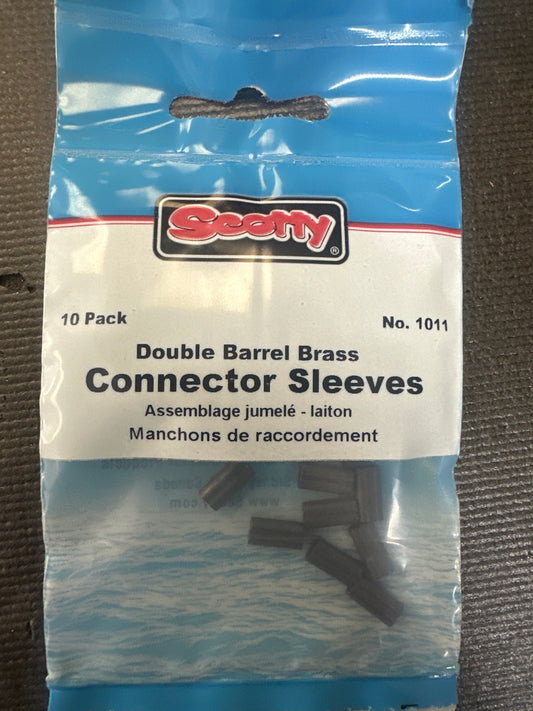 Scotty®
10 Pack
No. 1011
Double Barrel Brass
Connector Sleeves
Assemblage jumelé - laiton
Manchons de raccordement